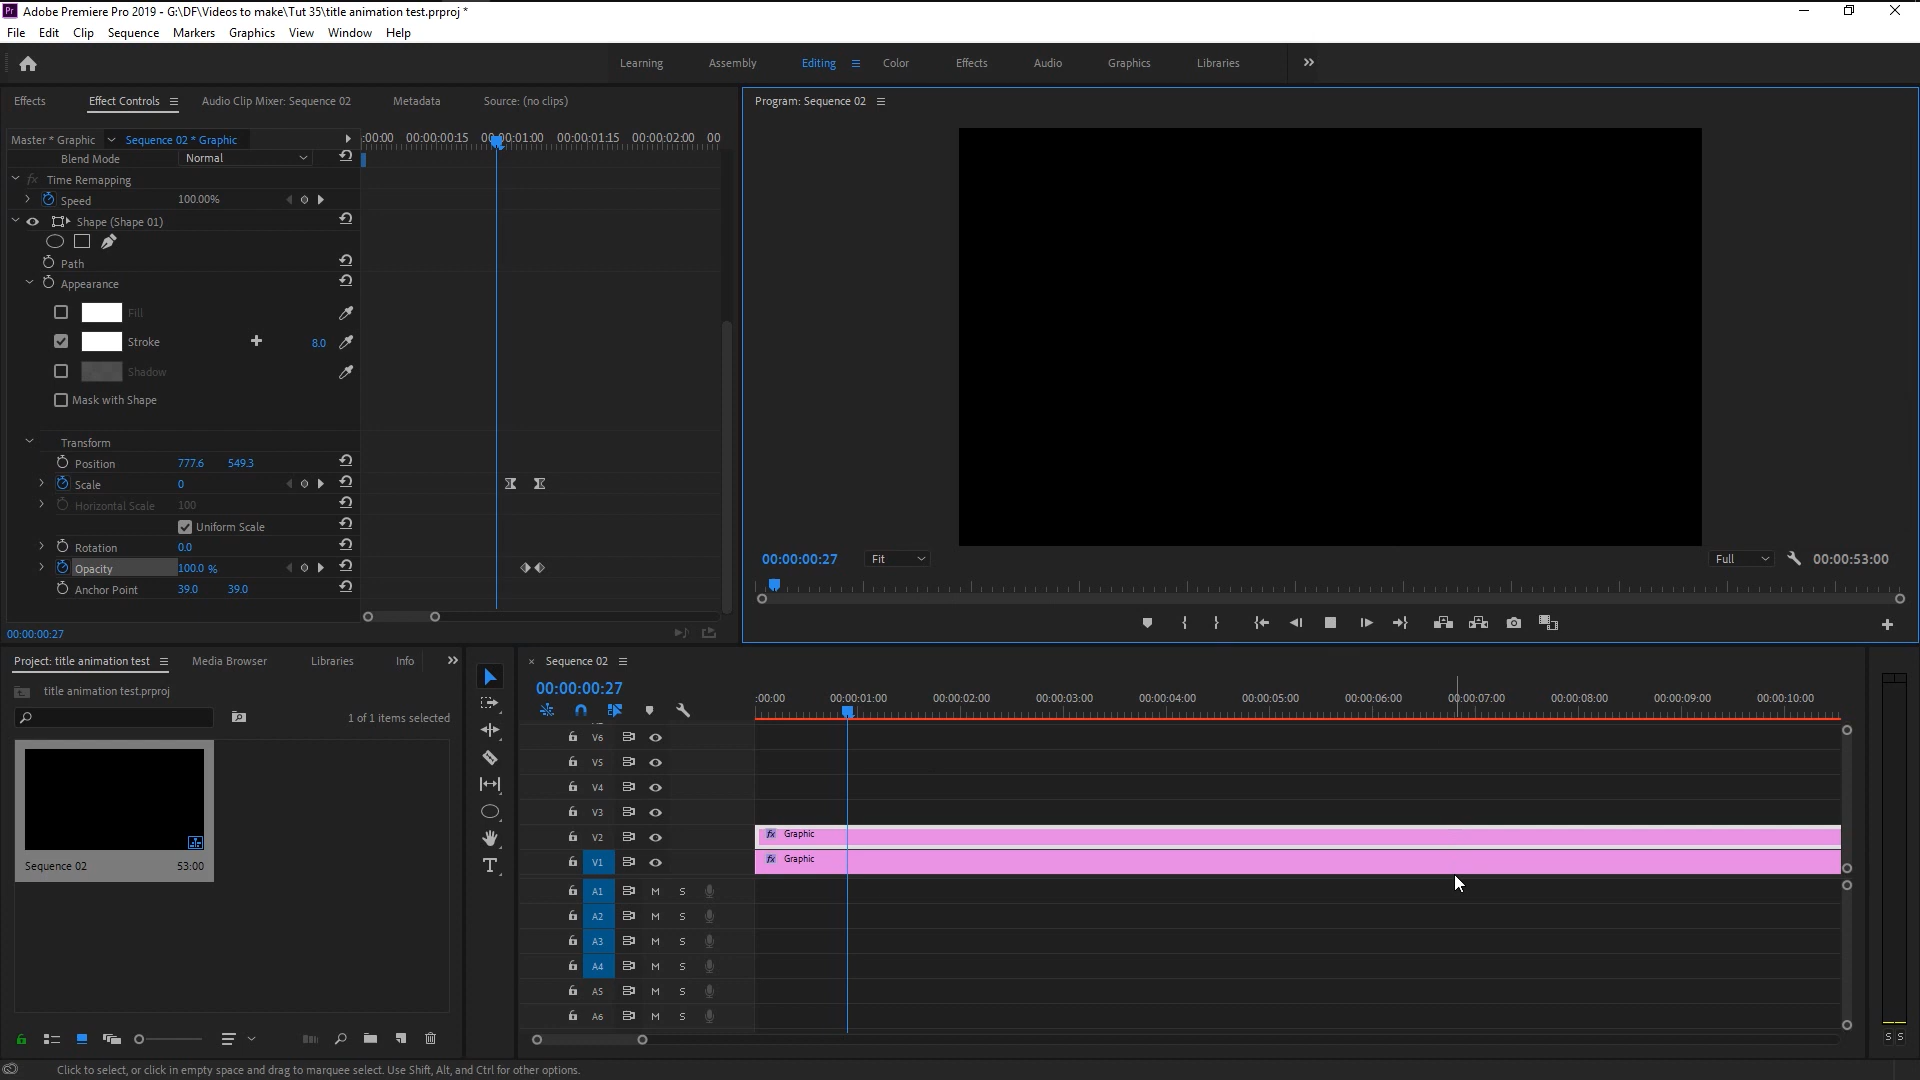 Pr Adobe Premiere Pro 2019 - G:\DF\Videos to make\Tut 35\title animation test.prproj *
File Edit Clip Sequence Markers Graphics View Window Help
Learning Assembly Editing Color Effects Audio Graphics Libraries
Effects Effect Controls Audio Clip Mixer: Sequence 02 Metadata Source: (no clips)
Program: Sequence 02
Master * Graphic Sequence 02 * Graphic
:00:00 00:00:00:15 00:00:01:00 00:00:01:15 00:00:02:00 00
Blend Mode Normal
fx Time Remapping
Speed 100.00%
Shape (Shape 01)
Path
Appearance
Fill
Stroke 8.0
Shadow
Mask with Shape
Transform
Position 777.6 549.3
Scale 0
Horizontal Scale 100
Uniform Scale
Rotation 0.0
Opacity 100.0 %
Anchor Point 39.0 39.0
00:00:00:27
00:00:00:27 Fit Full 00:00:53:00
Project: title animation test Media Browser Libraries Info
title animation test.prproj
1 of 1 items selected
Sequence 02 53:00
Sequence 02
00:00:00:27
:00:00 00:00:01:00 00:00:02:00 00:00:03:00 00:00:04:00 00:00:05:00 00:00:06:00 00:00:07:00 00:00:08:00 00:00:09:00 00:00:10:00
V6
V5
V4
V3
V2 fx Graphic
V1 fx Graphic
A1 M S
A2 M S
A3 M S
A4 M S
A5 M S
A6 M S
T
S S
Click to select, or click in empty space and drag to marquee select. Use Shift, Alt, and Ctrl for other options.